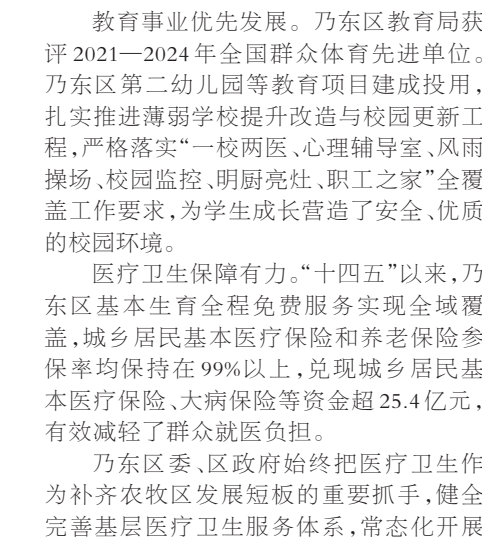 教育事业优先发展。乃东区教育局获
评2021—2024年全国群众体育先进单位。
乃东区第二幼儿园等教育项目建成投用，
扎实推进薄弱学校提升改造与校园更新工
程，严格落实“一校两医、心理辅导室、风雨
操场、校园监控、明厨亮灶、职工之家”全覆
盖工作要求，为学生成长营造了安全、优质
的校园环境。
医疗卫生保障有力。“十四五”以来，乃
东区基本生育全程免费服务实现全域覆
盖，城乡居民基本医疗保险和养老保险参
保率均保持在99%以上，兑现城乡居民基
本医疗保险、大病保险等资金超25.4亿元，
有效减轻了群众就医负担。
乃东区委、区政府始终把医疗卫生作
为补齐农牧区发展短板的重要抓手，健全
完善基层医疗卫生服务体系，常态化开展